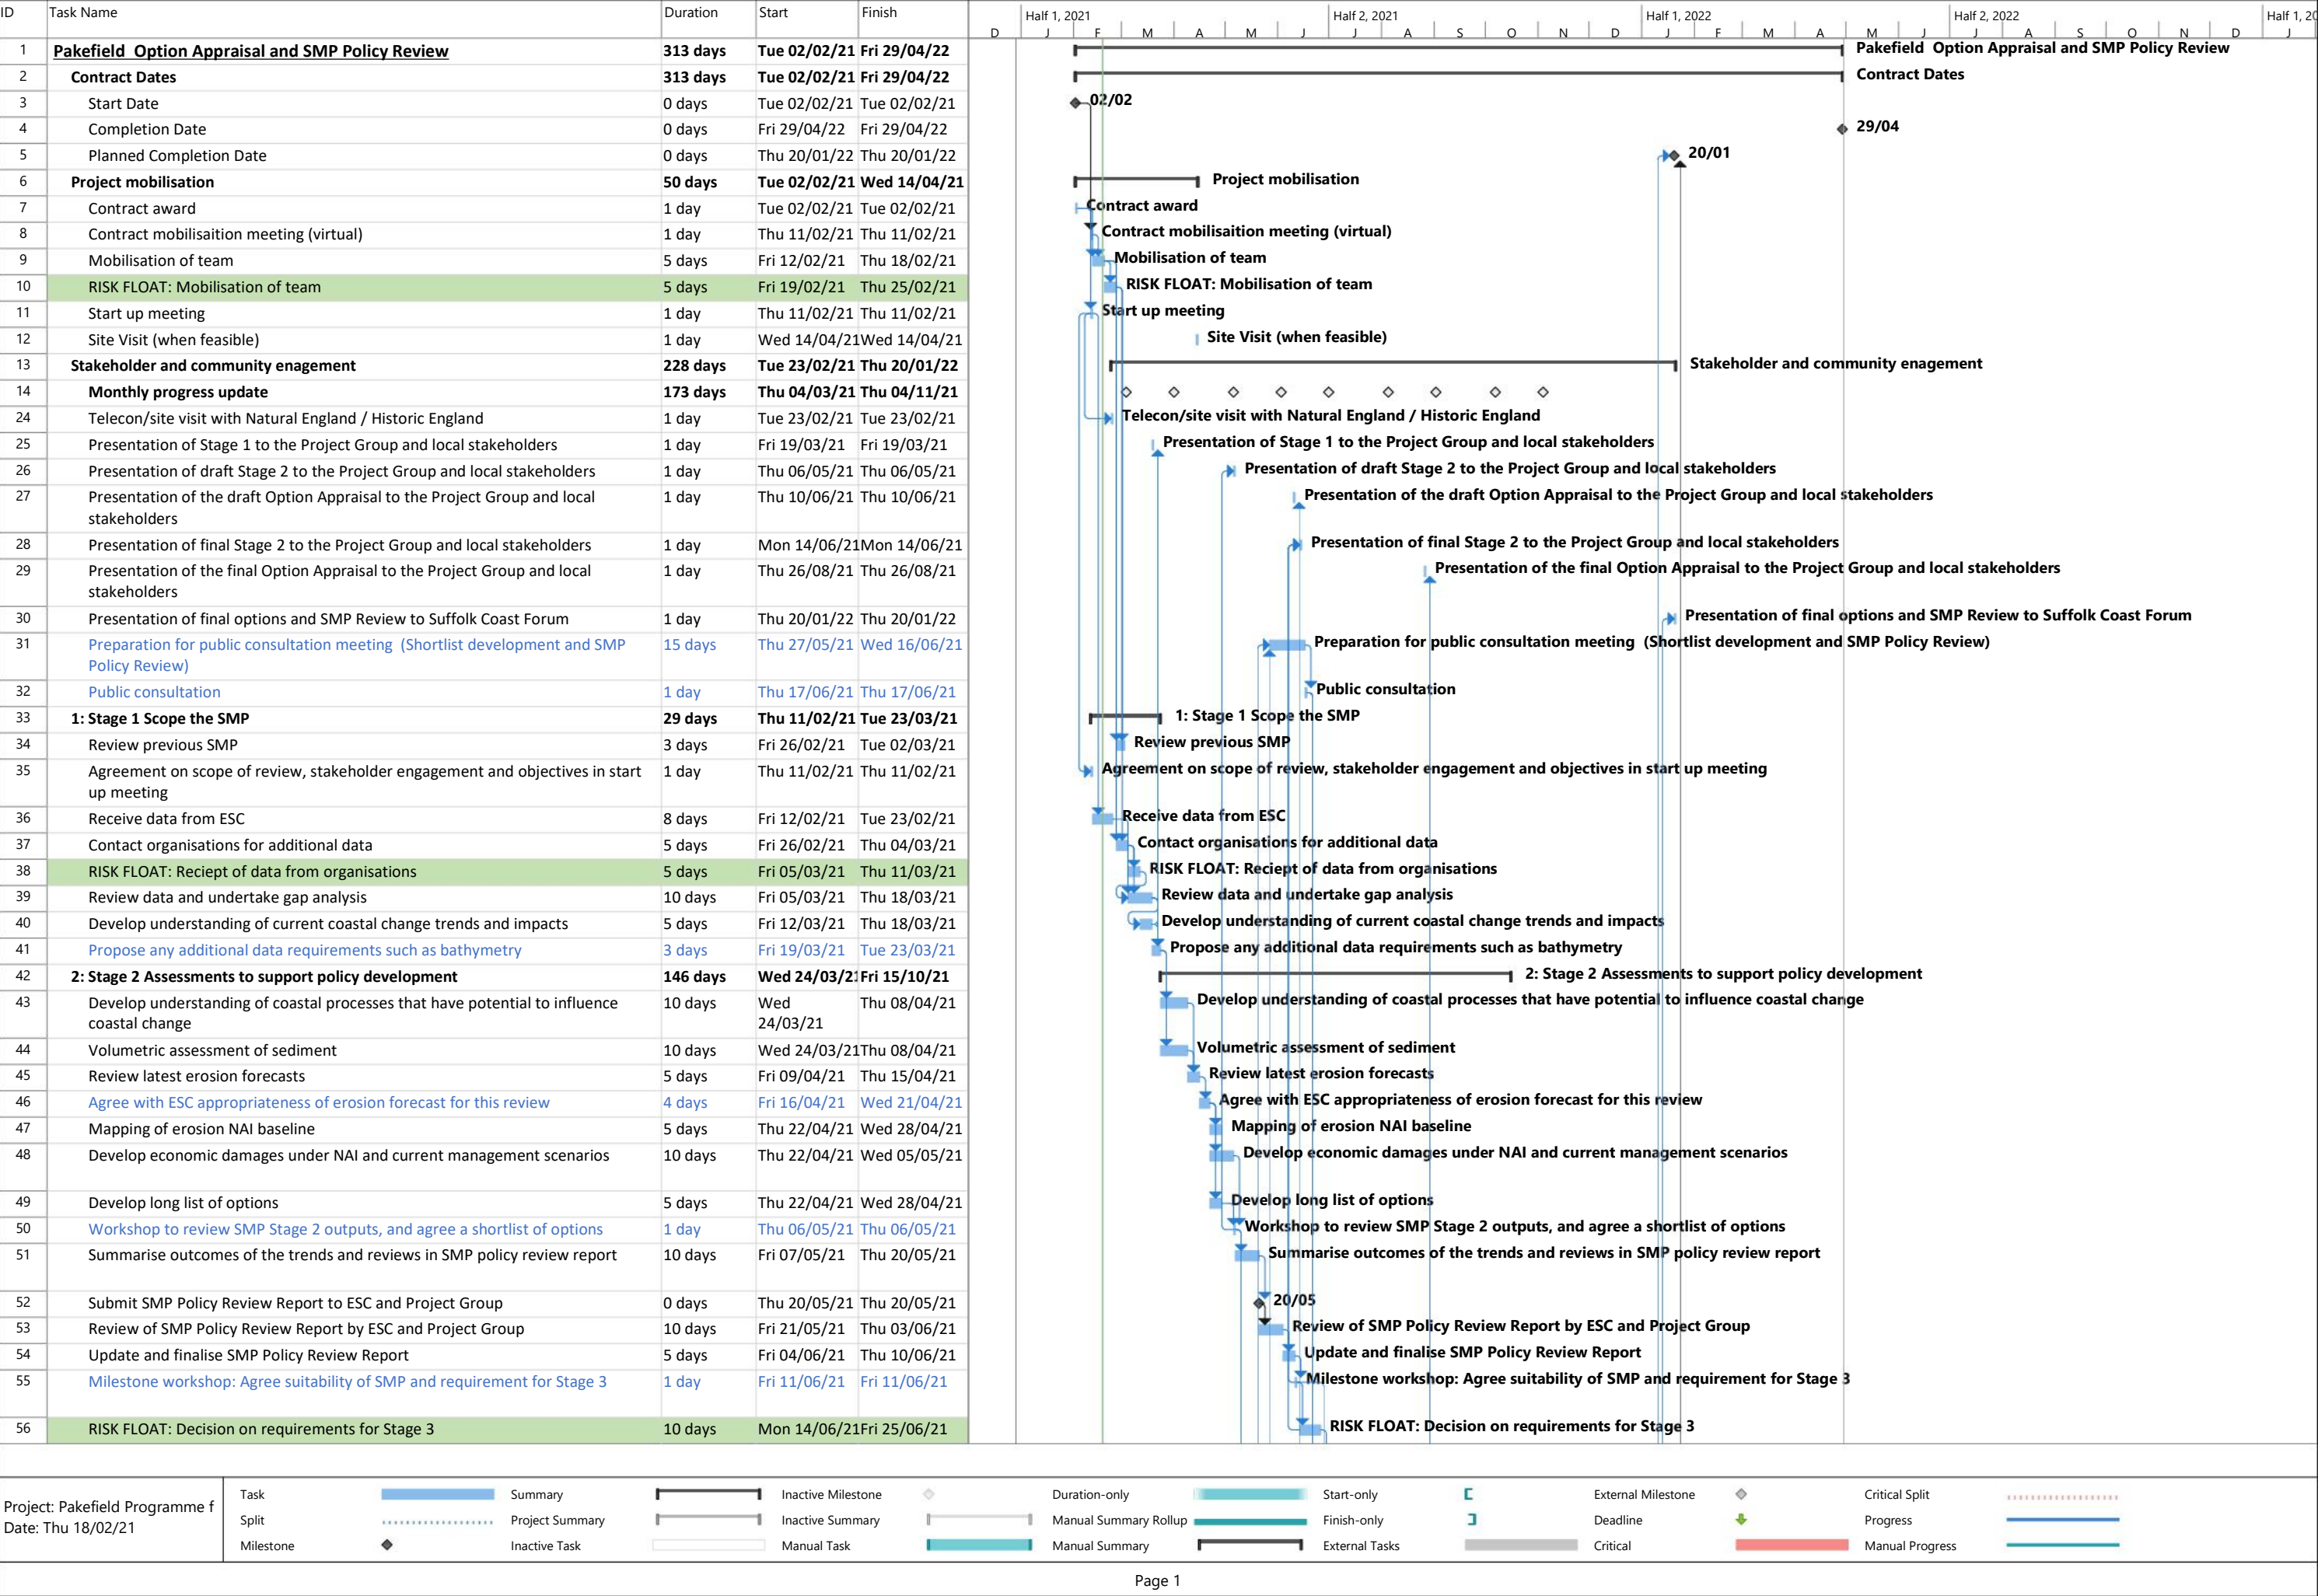 ID Task Name Duration Start Finish Half 1, 2021 Half 2, 2021 Half 1, 2022 Half 2, 2022 Half 1, 20
D J F M A M J J A S O N D J F M A M J J A S O N D J
1 Pakefield Option Appraisal and SMP Policy Review 313 days Tue 02/02/21 Fri 29/04/22 Pakefield Option Appraisal and SMP Policy Review
2 Contract Dates 313 days Tue 02/02/21 Fri 29/04/22 Contract Dates
3 Start Date 0 days Tue 02/02/21 Tue 02/02/21 02/02
4 Completion Date 0 days Fri 29/04/22 Fri 29/04/22 29/04
5 Planned Completion Date 0 days Thu 20/01/22 Thu 20/01/22 20/01
6 Project mobilisation 50 days Tue 02/02/21 Wed 14/04/21 Project mobilisation
7 Contract award 1 day Tue 02/02/21 Tue 02/02/21 Contract award
8 Contract mobilisaition meeting (virtual) 1 day Thu 11/02/21 Thu 11/02/21 Contract mobilisaition meeting (virtual)
9 Mobilisation of team 5 days Fri 12/02/21 Thu 18/02/21 Mobilisation of team
10 RISK FLOAT: Mobilisation of team 5 days Fri 19/02/21 Thu 25/02/21 RISK FLOAT: Mobilisation of team
11 Start up meeting 1 day Thu 11/02/21 Thu 11/02/21 Start up meeting
12 Site Visit (when feasible) 1 day Wed 14/04/21 Wed 14/04/21 Site Visit (when feasible)
13 Stakeholder and community enagement 228 days Tue 23/02/21 Thu 20/01/22 Stakeholder and community enagement
14 Monthly progress update 173 days Thu 04/03/21 Thu 04/11/21
24 Telecon/site visit with Natural England / Historic England 1 day Tue 23/02/21 Tue 23/02/21 Telecon/site visit with Natural England / Historic England
25 Presentation of Stage 1 to the Project Group and local stakeholders 1 day Fri 19/03/21 Fri 19/03/21 Presentation of Stage 1 to the Project Group and local stakeholders
26 Presentation of draft Stage 2 to the Project Group and local stakeholders 1 day Thu 06/05/21 Thu 06/05/21 Presentation of draft Stage 2 to the Project Group and local stakeholders
27 Presentation of the draft Option Appraisal to the Project Group and local 1 day Thu 10/06/21 Thu 10/06/21 Presentation of the draft Option Appraisal to the Project Group and local stakeholders
stakeholders
28 Presentation of final Stage 2 to the Project Group and local stakeholders 1 day Mon 14/06/21 Mon 14/06/21 Presentation of final Stage 2 to the Project Group and local stakeholders
29 Presentation of the final Option Appraisal to the Project Group and local 1 day Thu 26/08/21 Thu 26/08/21 Presentation of the final Option Appraisal to the Project Group and local stakeholders
stakeholders
30 Presentation of final options and SMP Review to Suffolk Coast Forum 1 day Thu 20/01/22 Thu 20/01/22 Presentation of final options and SMP Review to Suffolk Coast Forum
31 Preparation for public consultation meeting (Shortlist development and SMP 15 days Thu 27/05/21 Wed 16/06/21 Preparation for public consultation meeting (Shortlist development and SMP Policy Review)
Policy Review)
32 Public consultation 1 day Thu 17/06/21 Thu 17/06/21 Public consultation
33 1: Stage 1 Scope the SMP 29 days Thu 11/02/21 Tue 23/03/21 1: Stage 1 Scope the SMP
34 Review previous SMP 3 days Fri 26/02/21 Tue 02/03/21 Review previous SMP
35 Agreement on scope of review, stakeholder engagement and objectives in start 1 day Thu 11/02/21 Thu 11/02/21 Agreement on scope of review, stakeholder engagement and objectives in start up meeting
up meeting
36 Receive data from ESC 8 days Fri 12/02/21 Tue 23/02/21 Receive data from ESC
37 Contact organisations for additional data 5 days Fri 26/02/21 Thu 04/03/21 Contact organisations for additional data
38 RISK FLOAT: Reciept of data from organisations 5 days Fri 05/03/21 Thu 11/03/21 RISK FLOAT: Reciept of data from organisations
39 Review data and undertake gap analysis 10 days Fri 05/03/21 Thu 18/03/21 Review data and undertake gap analysis
40 Develop understanding of current coastal change trends and impacts 5 days Fri 12/03/21 Thu 18/03/21 Develop understanding of current coastal change trends and impacts
41 Propose any additional data requirements such as bathymetry 3 days Fri 19/03/21 Tue 23/03/21 Propose any additional data requirements such as bathymetry
42 2: Stage 2 Assessments to support policy development 146 days Wed 24/03/21 Fri 15/10/21 2: Stage 2 Assessments to support policy development
43 Develop understanding of coastal processes that have potential to influence 10 days Wed Thu 08/04/21 Develop understanding of coastal processes that have potential to influence coastal change
coastal change 24/03/21
44 Volumetric assessment of sediment 10 days Wed 24/03/21 Thu 08/04/21 Volumetric assessment of sediment
45 Review latest erosion forecasts 5 days Fri 09/04/21 Thu 15/04/21 Review latest erosion forecasts
46 Agree with ESC appropriateness of erosion forecast for this review 4 days Fri 16/04/21 Wed 21/04/21 Agree with ESC appropriateness of erosion forecast for this review
47 Mapping of erosion NAI baseline 5 days Thu 22/04/21 Wed 28/04/21 Mapping of erosion NAI baseline
48 Develop economic damages under NAI and current management scenarios 10 days Thu 22/04/21 Wed 05/05/21 Develop economic damages under NAI and current management scenarios
49 Develop long list of options 5 days Thu 22/04/21 Wed 28/04/21 Develop long list of options
50 Workshop to review SMP Stage 2 outputs, and agree a shortlist of options 1 day Thu 06/05/21 Thu 06/05/21 Workshop to review SMP Stage 2 outputs, and agree a shortlist of options
51 Summarise outcomes of the trends and reviews in SMP policy review report 10 days Fri 07/05/21 Thu 20/05/21 Summarise outcomes of the trends and reviews in SMP policy review report
52 Submit SMP Policy Review Report to ESC and Project Group 0 days Thu 20/05/21 Thu 20/05/21 20/05
53 Review of SMP Policy Review Report by ESC and Project Group 10 days Fri 21/05/21 Thu 03/06/21 Review of SMP Policy Review Report by ESC and Project Group
54 Update and finalise SMP Policy Review Report 5 days Fri 04/06/21 Thu 10/06/21 Update and finalise SMP Policy Review Report
55 Milestone workshop: Agree suitability of SMP and requirement for Stage 3 1 day Fri 11/06/21 Fri 11/06/21 Milestone workshop: Agree suitability of SMP and requirement for Stage 3
56 RISK FLOAT: Decision on requirements for Stage 3 10 days Mon 14/06/21 Fri 25/06/21 RISK FLOAT: Decision on requirements for Stage 3
Project: Pakefield Programme f
Date: Thu 18/02/21
Task Summary Inactive Milestone Duration-only Start-only External Milestone Critical Split
Split Project Summary Inactive Summary Manual Summary Rollup Finish-only Deadline Progress
Milestone Inactive Task Manual Task Manual Summary External Tasks Critical Manual Progress
Page 1